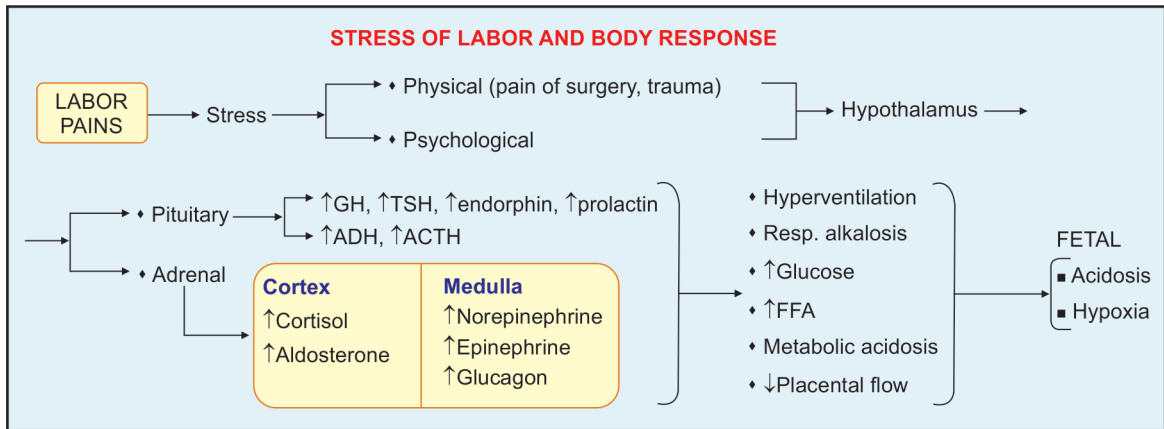 STRESS OF LABOR AND BODY RESPONSE
LABOR
PAINS
Stress
♦ Physical (pain of surgery, trauma)
♦ Psychological
Hypothalamus
♦ Pituitary
↑GH, ↑TSH, ↑endorphin, ↑prolactin
↑ADH, ↑ACTH
♦ Adrenal
Cortex
↑Cortisol
↑Aldosterone
Medulla
↑Norepinephrine
↑Epinephrine
↑Glucagon
♦ Hyperventilation
♦ Resp. alkalosis
♦ ↑Glucose
♦ ↑FFA
♦ Metabolic acidosis
♦ ↓Placental flow
FETAL
■ Acidosis
■ Hypoxia